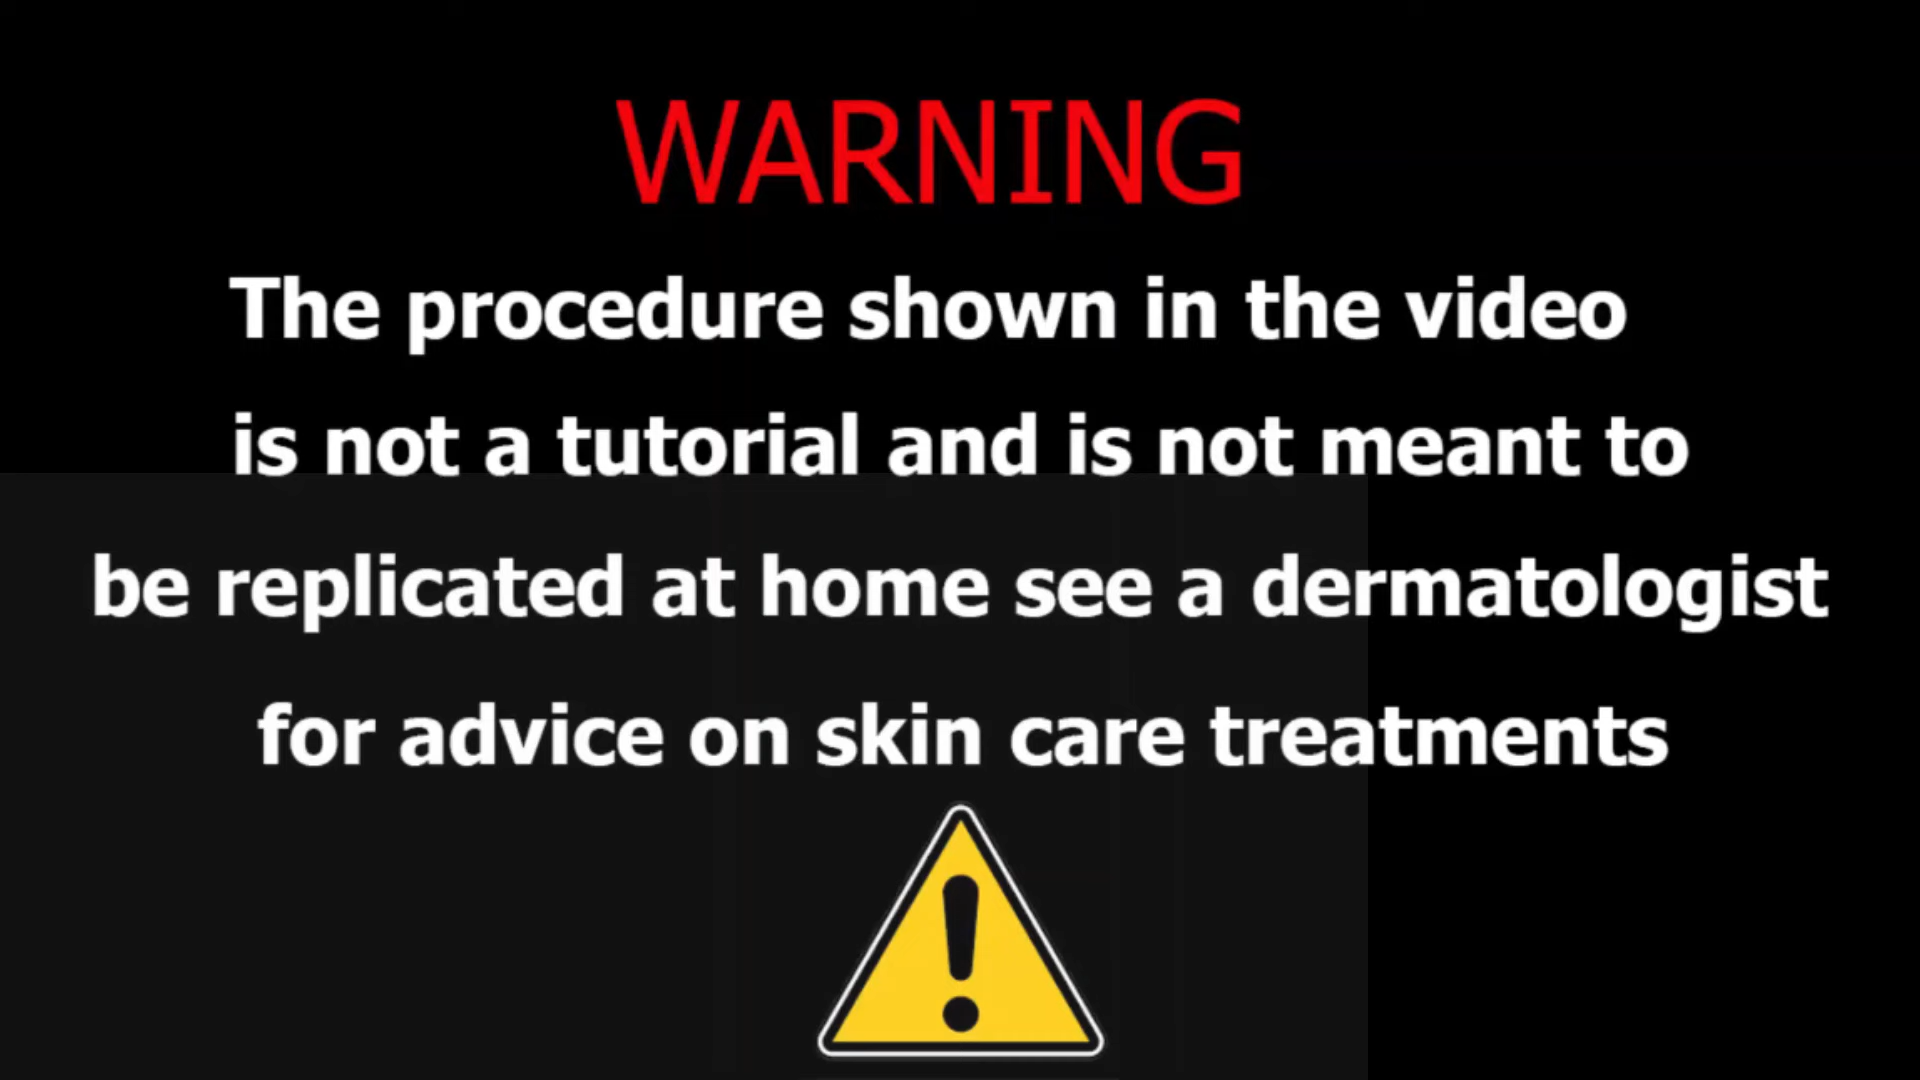 WARNING
The procedure shown in the video
is not a tutorial and is not meant to
be replicated at home see a dermatologist
for advice on skin care treatments